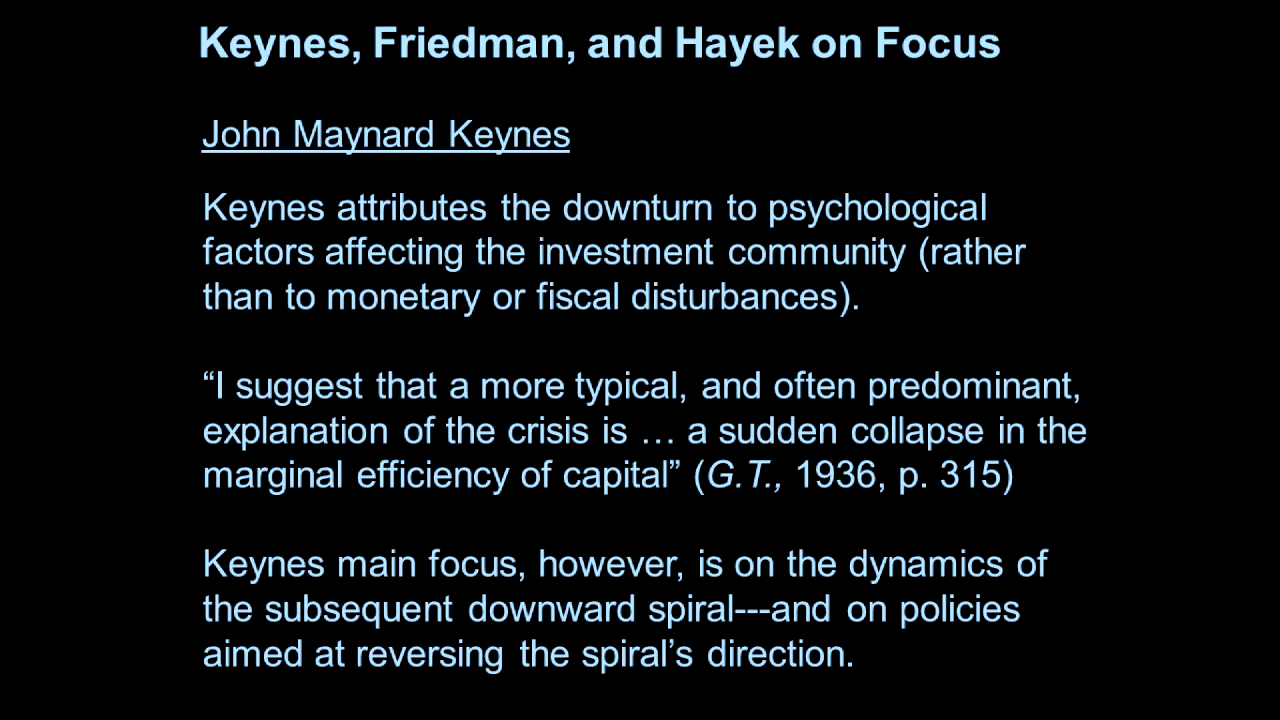 Keynes, Friedman, and Hayek on Focus
John Maynard Keynes
Keynes attributes the downturn to psychological
factors affecting the investment community (rather
than to monetary or fiscal disturbances).
“I suggest that a more typical, and often predominant,
explanation of the crisis is … a sudden collapse in the
marginal efficiency of capital” (G.T., 1936, p. 315)
Keynes main focus, however, is on the dynamics of
the subsequent downward spiral---and on policies
aimed at reversing the spiral’s direction.